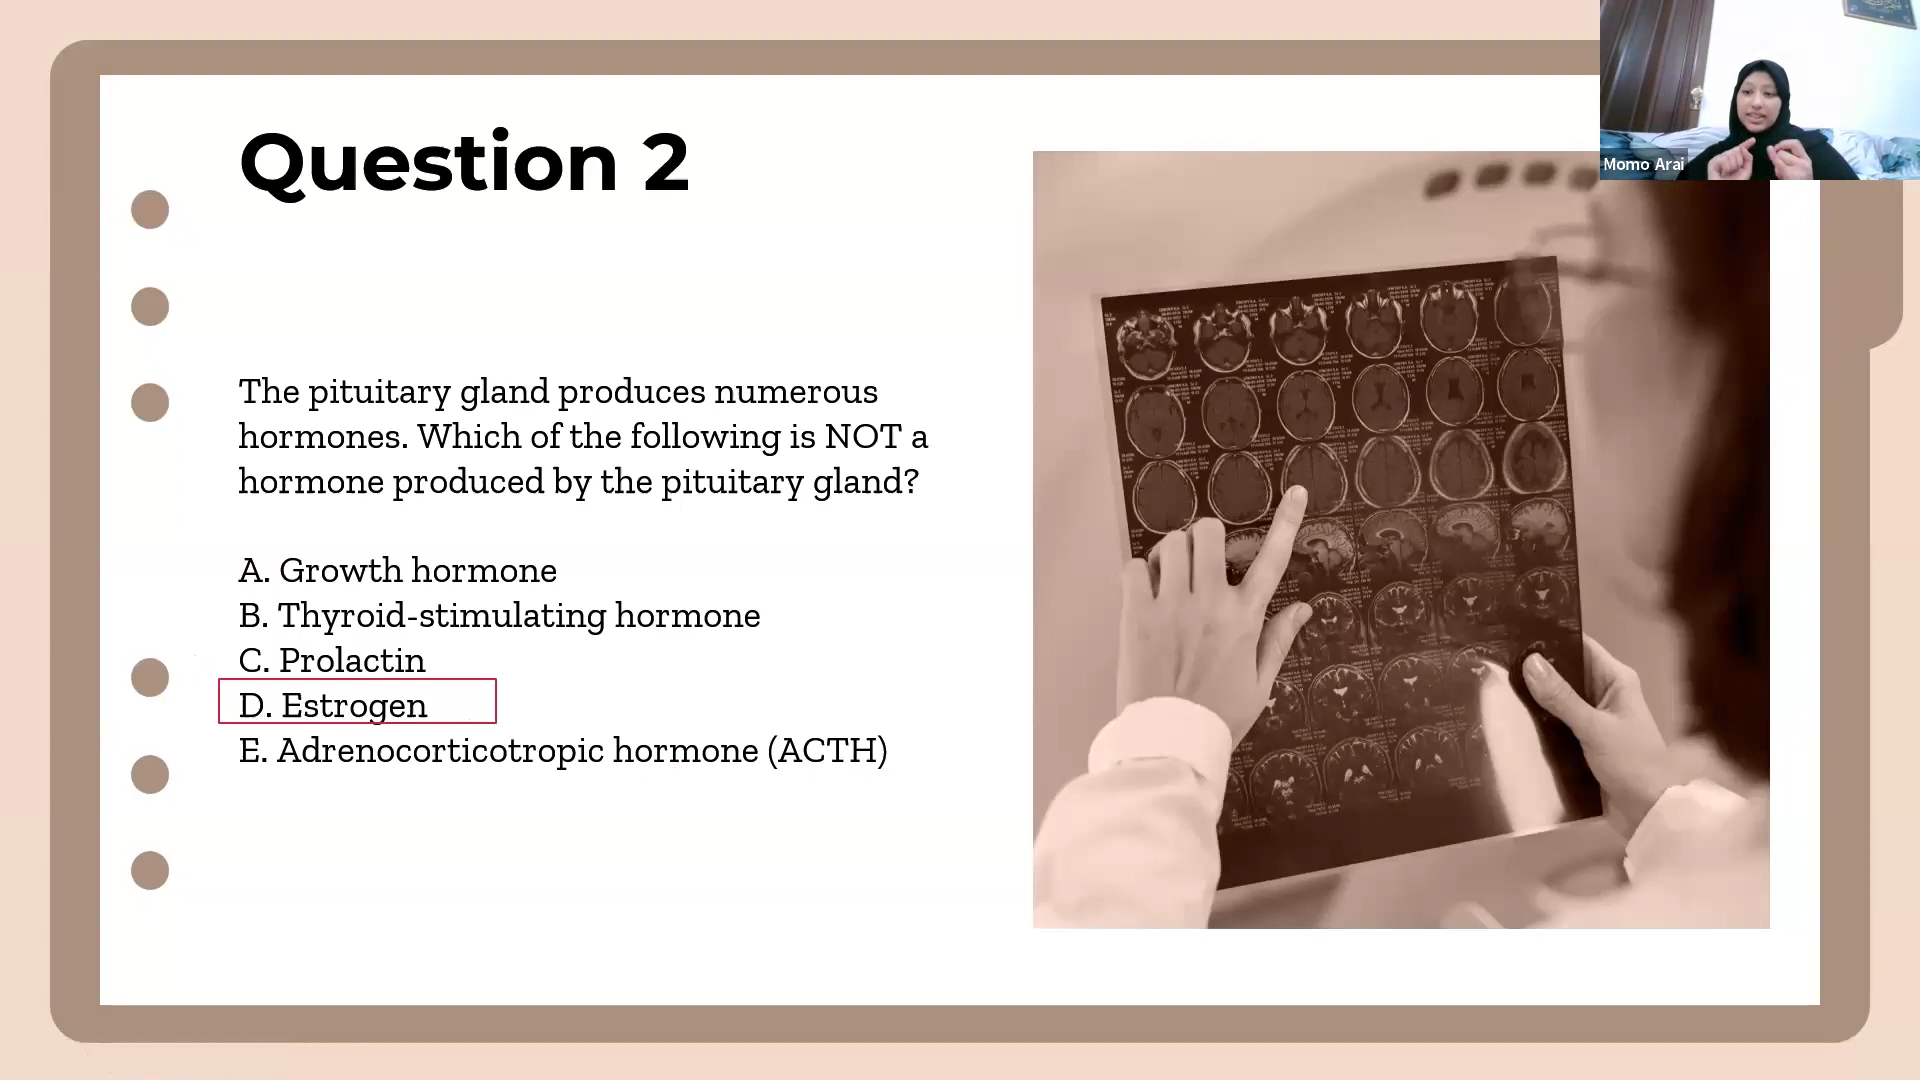 Question 2
Momo Arai
The pituitary gland produces numerous
hormones. Which of the following is NOT a
hormone produced by the pituitary gland?
A. Growth hormone
B. Thyroid-stimulating hormone
C. Prolactin
D. Estrogen
E. Adrenocorticotropic hormone (ACTH)